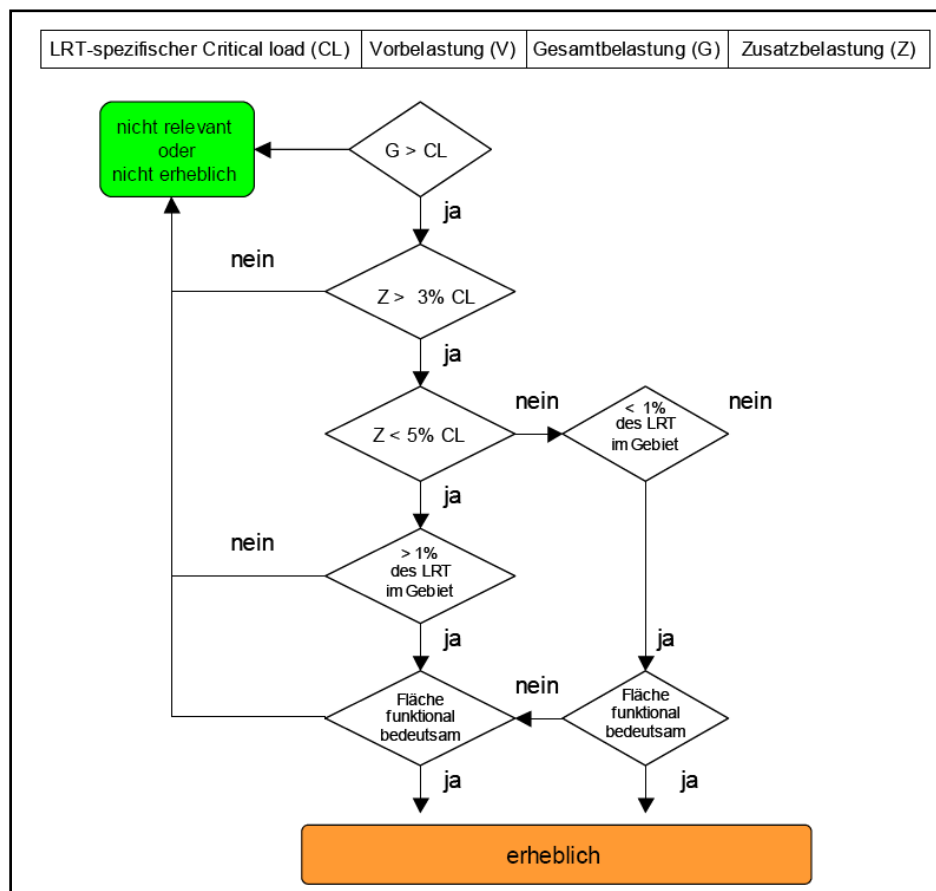 LRT-spezifischer Critical load (CL) Vorbelastung (V) Gesamtbelastung (G) Zusatzbelastung (Z)
nicht relevant
oder
nicht erheblich
G > CL
ja
nein
Z > 3% CL
ja
Z < 5% CL
nein
< 1%
des LRT
im Gebiet
nein
ja
nein
> 1%
des LRT
im Gebiet
ja
ja
Fläche
funktional
bedeutsam
nein
Fläche
funktional
bedeutsam
ja
ja
erheblich